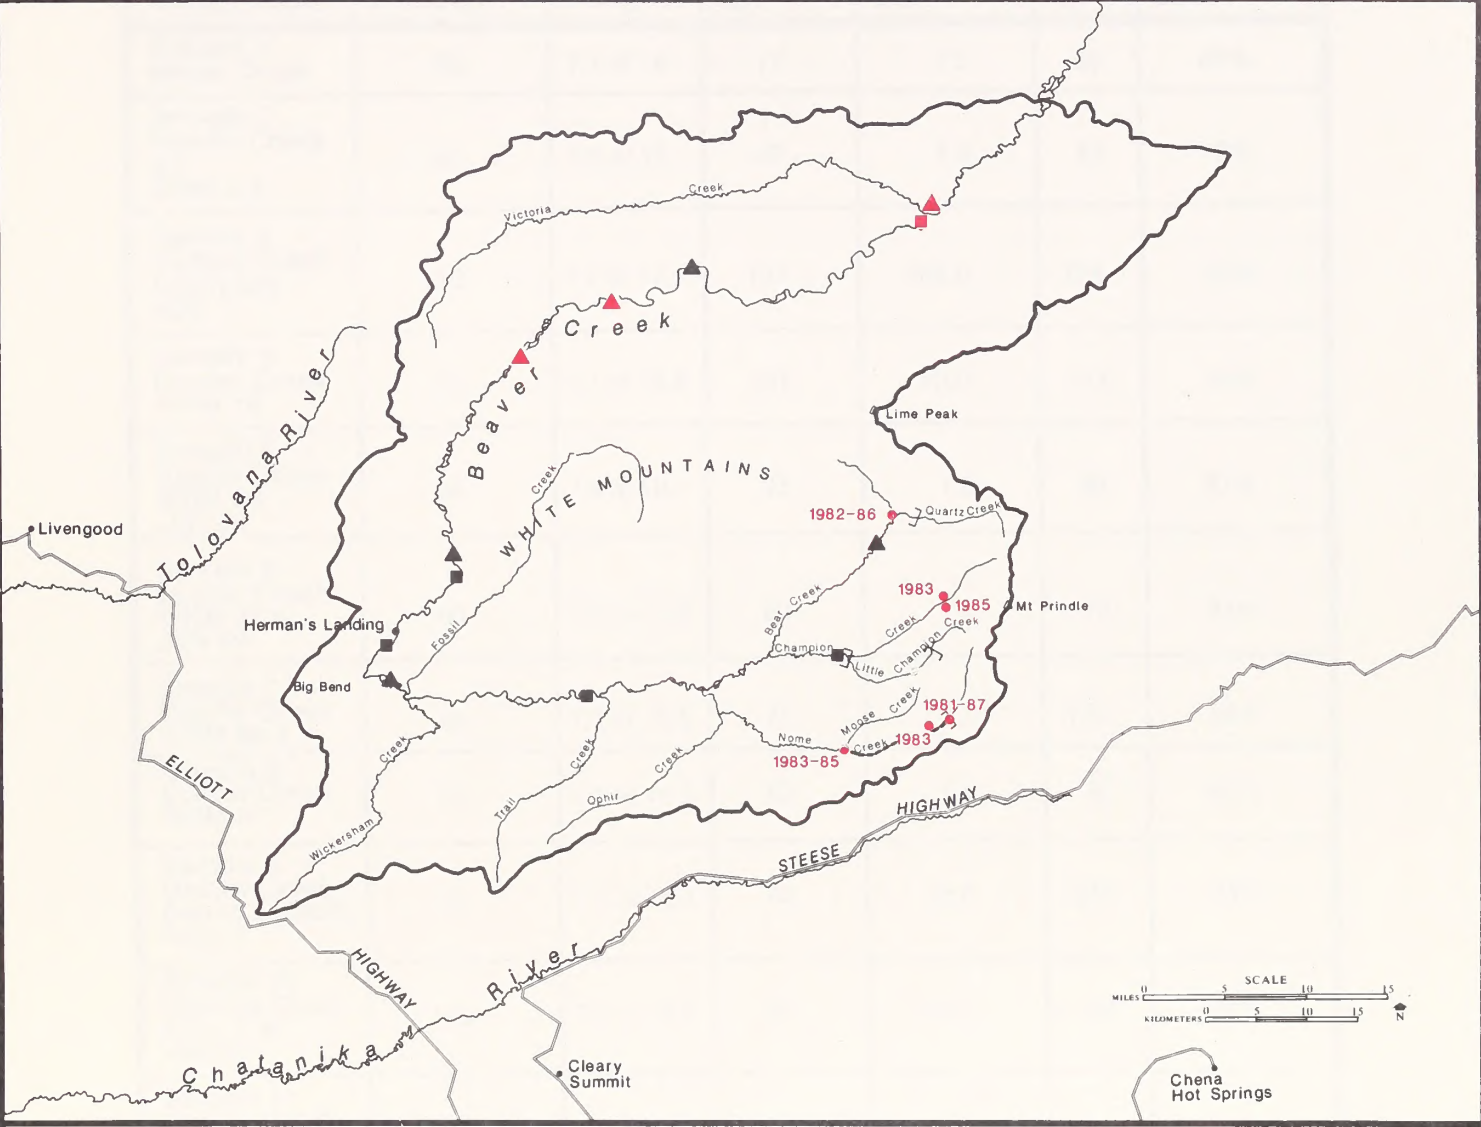 Victoria
Creek
Beaver
Creek
Lime Peak
Tolovana River
WHITE MOUNTAINS
Livengood
Fossil
Creek
1982-86
Quartz Creek
Bear Creek
1983
1985
Mt Prindle
Herman's Landing
Champion
Creek
Little Champion
Creek
Big Bend
Moose Creek
1981-87
1983
Nome
Creek
1983-85
ELLIOTT
HIGHWAY
Wickersham
Creek
Trail
Creek
Ophir
Creek
STEESE
HIGHWAY
Chatanika
River
SCALE
MILES
0 5 10 15
KILOMETERS
0 5 10 15
N
Cleary
Summit
Chena
Hot Springs